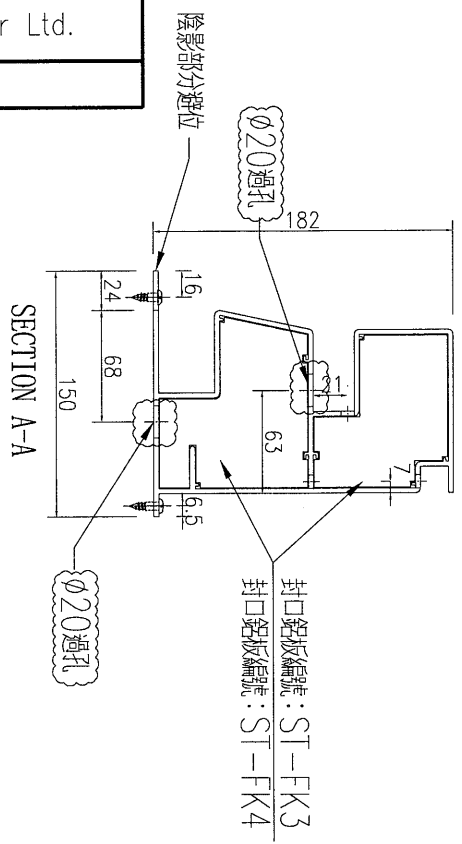 r Ltd.
陰影部分避位
Ø20過孔
182
16
24
68
150
21
63
7
6.5
SECTION A-A
Ø20過孔
封口鋁板編號：ST-FK3
封口鋁板編號：ST-FK4